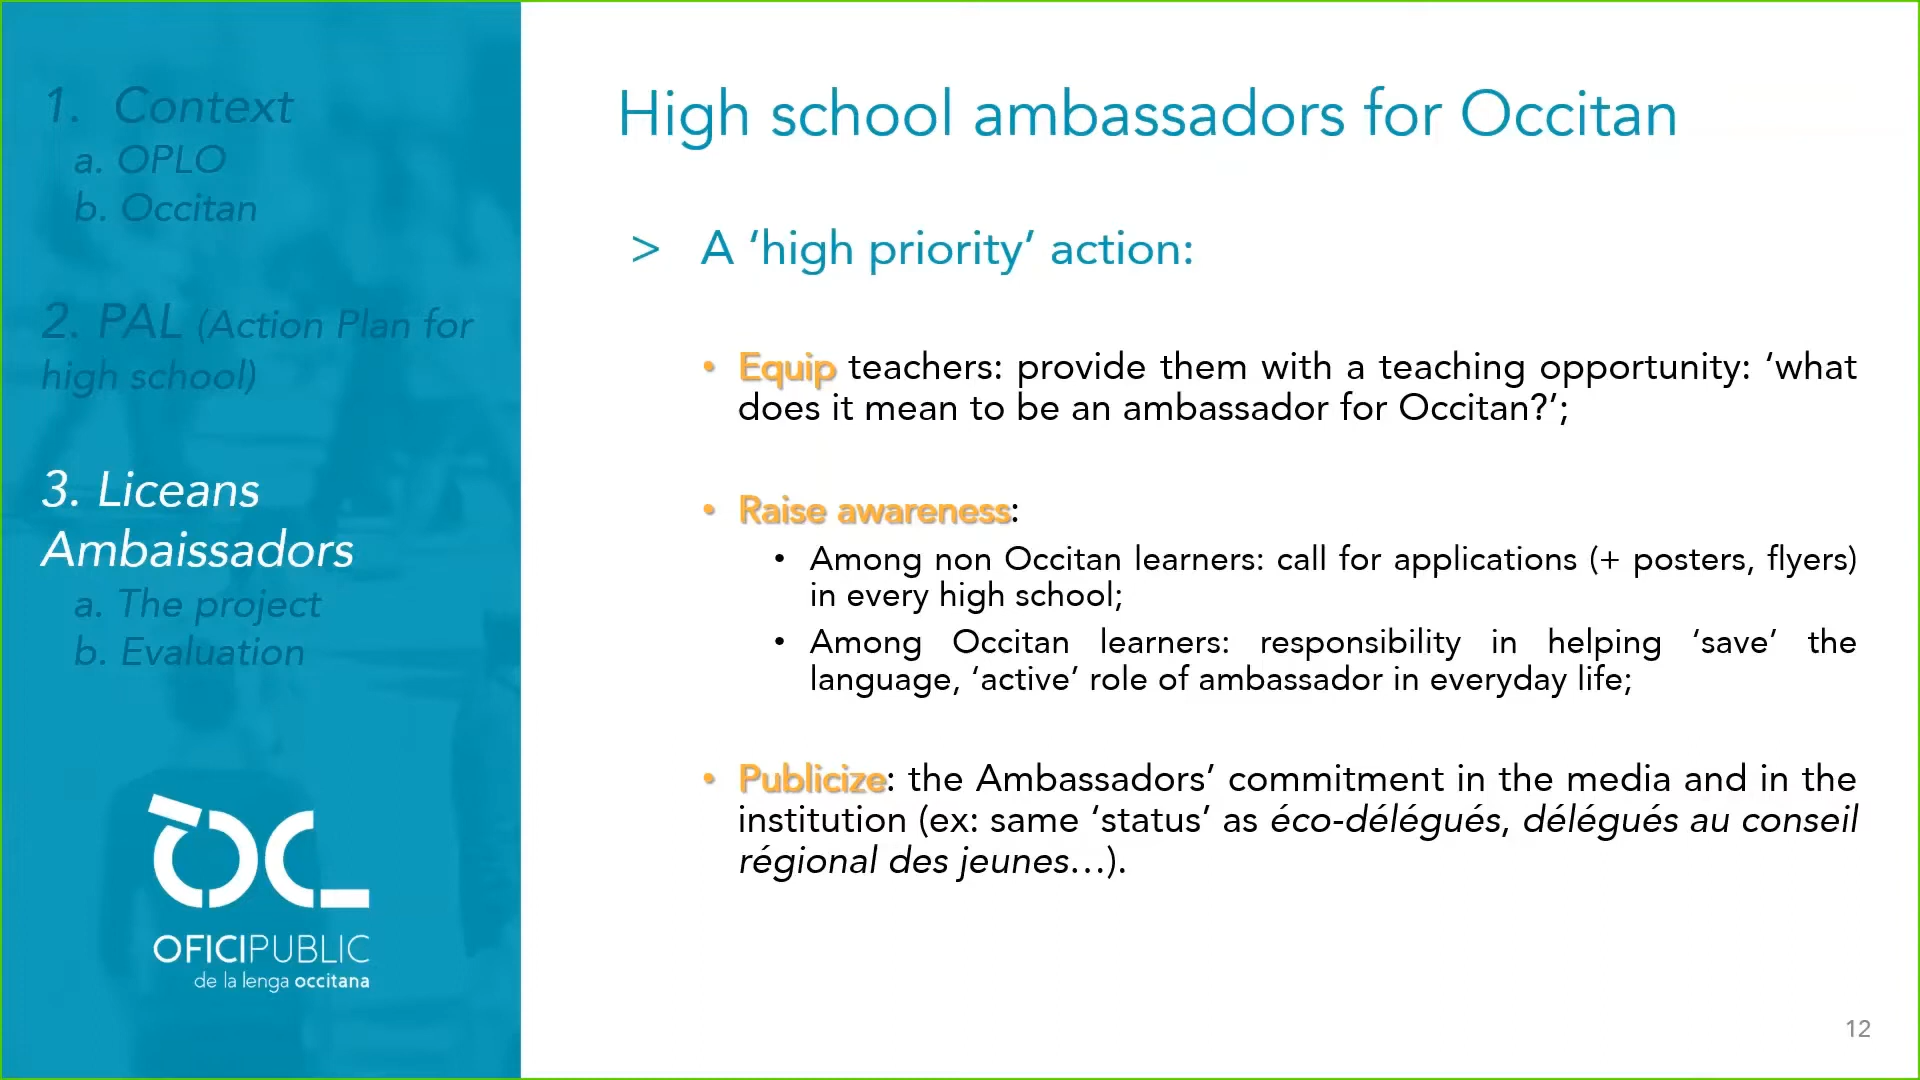 1. Context
a. OPLO
b. Occitan
2. PAL (Action Plan for
high school)
3. Liceans
Ambaissadors
a. The project
b. Evaluation
OFICIPUBLIC
de la lenga occitana
High school ambassadors for Occitan
> A ‘high priority’ action:
• Equip teachers: provide them with a teaching opportunity: ‘what
does it mean to be an ambassador for Occitan?’;
• Raise awareness:
• Among non Occitan learners: call for applications (+ posters, flyers)
in every high school;
• Among Occitan learners: responsibility in helping ‘save’ the
language, ‘active’ role of ambassador in everyday life;
• Publicize: the Ambassadors’ commitment in the media and in the
institution (ex: same ‘status’ as éco-délégués, délégués au conseil
régional des jeunes…).
12